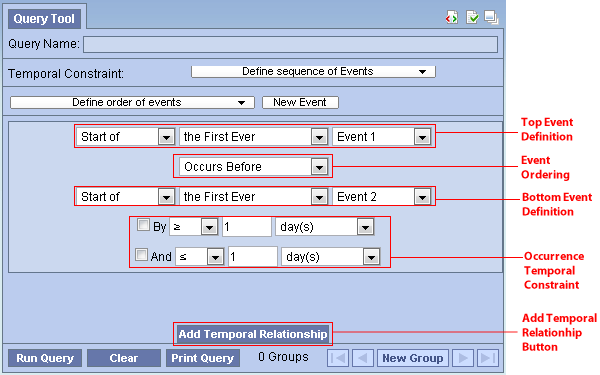 Query Tool
Query Name:
Temporal Constraint: Define sequence of Events
Define order of events New Event
Start of the First Ever Event 1
Occurs Before
Start of the First Ever Event 2
By ≥ 1 day(s)
And ≤ 1 day(s)
Add Temporal Relationship
Run Query Clear Print Query 0 Groups New Group
Top Event
Definition
Event
Ordering
Bottom Event
Definition
Occurrence
Temporal
Constraint
Add Temporal
Relationhip
Button